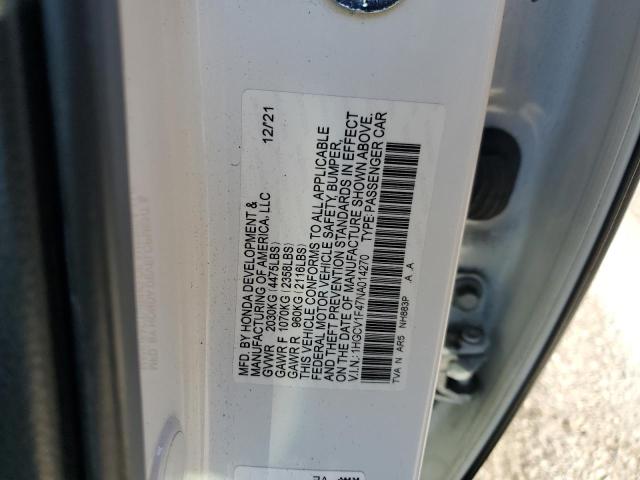 MFD. BY HONDA DEVELOPMENT & 12/21
MANUFACTURING OF AMERICA, LLC
GVWR 2030KG(4475LBS)
GAWR F 1070KG(2358LBS)
GAWR R 960KG(2116LBS)
THIS VEHICLE CONFORMS TO ALL APPLICABLE
FEDERAL MOTOR VEHICLE SAFETY, BUMPER,
AND THEFT PREVENTION STANDARDS IN EFFECT
ON THE DATE OF MANUFACTURE SHOWN ABOVE.
V.I.N.:1HGCV1F47NA014270 TYPE:PASSENGER CAR
TVA N AR5 NH883P A A